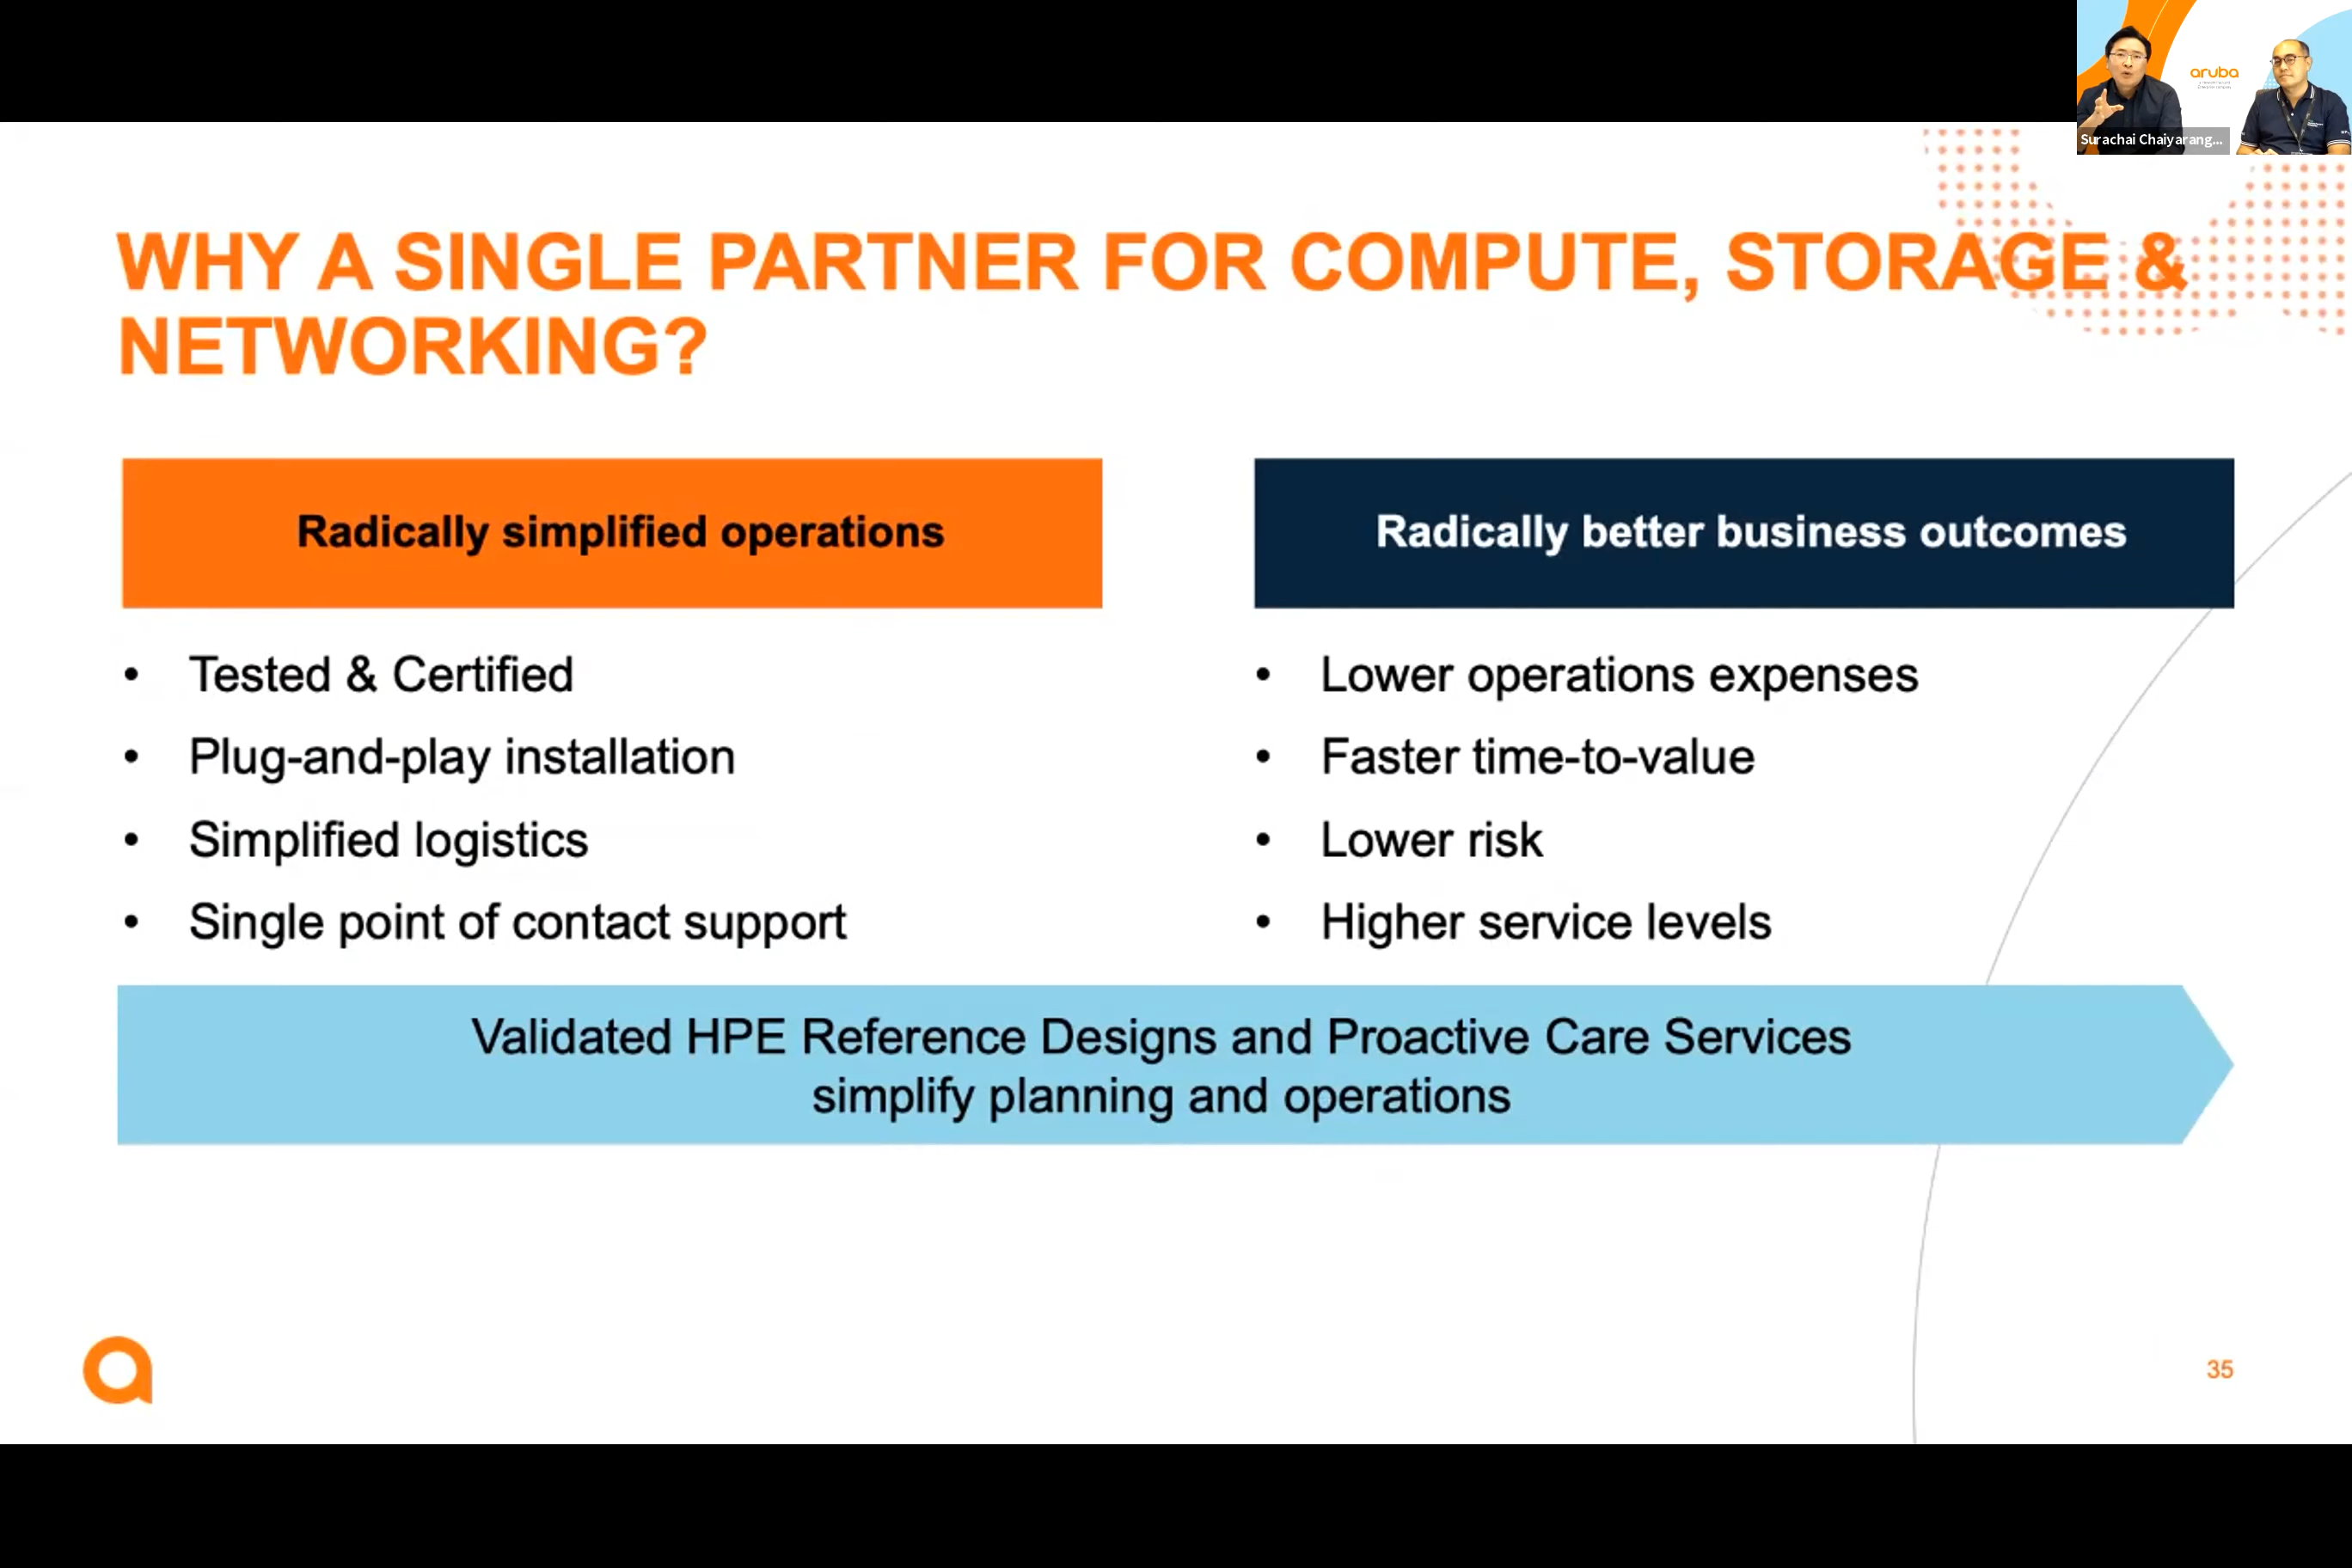 aruba
Surachai Chaiyarang...
WHY A SINGLE PARTNER FOR COMPUTE, STORAGE &
NETWORKING?
Radically simplified operations
• Tested & Certified
• Plug-and-play installation
• Simplified logistics
• Single point of contact support
Radically better business outcomes
• Lower operations expenses
• Faster time-to-value
• Lower risk
• Higher service levels
Validated HPE Reference Designs and Proactive Care Services
simplify planning and operations
35